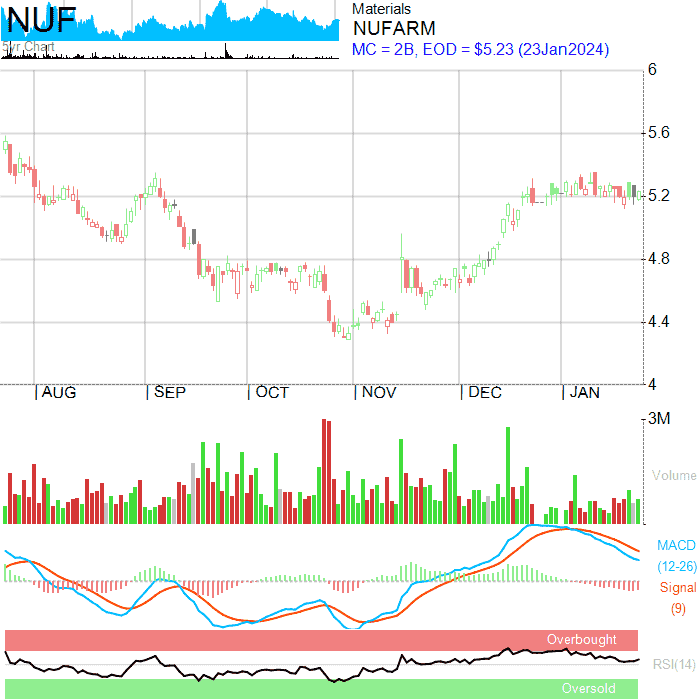 NUF
5yr Chart
Materials
NUFARM
MC = 2B, EOD = $5.23 (23Jan2024)
6
5.6
5.2
4.8
4.4
4
AUG
SEP
OCT
NOV
DEC
JAN
3M
Volume
MACD
(12-26)
Signal
(9)
Overbought
RSI(14)
Oversold